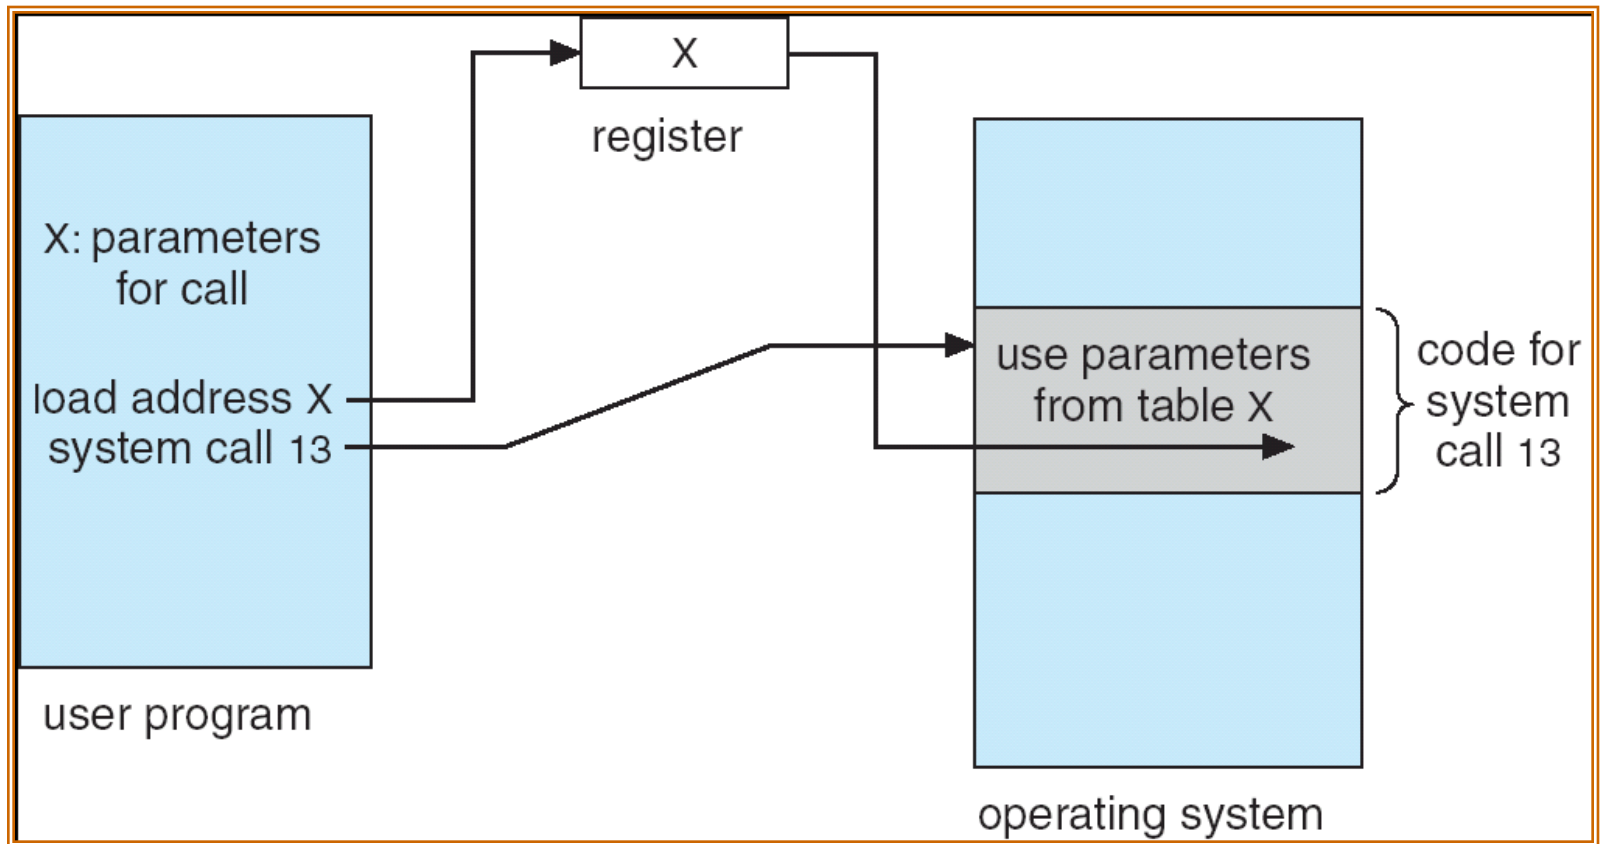 X
register
X: parameters
for call
load address X
system call 13
user program
use parameters
from table X
code for
system
call 13
operating system